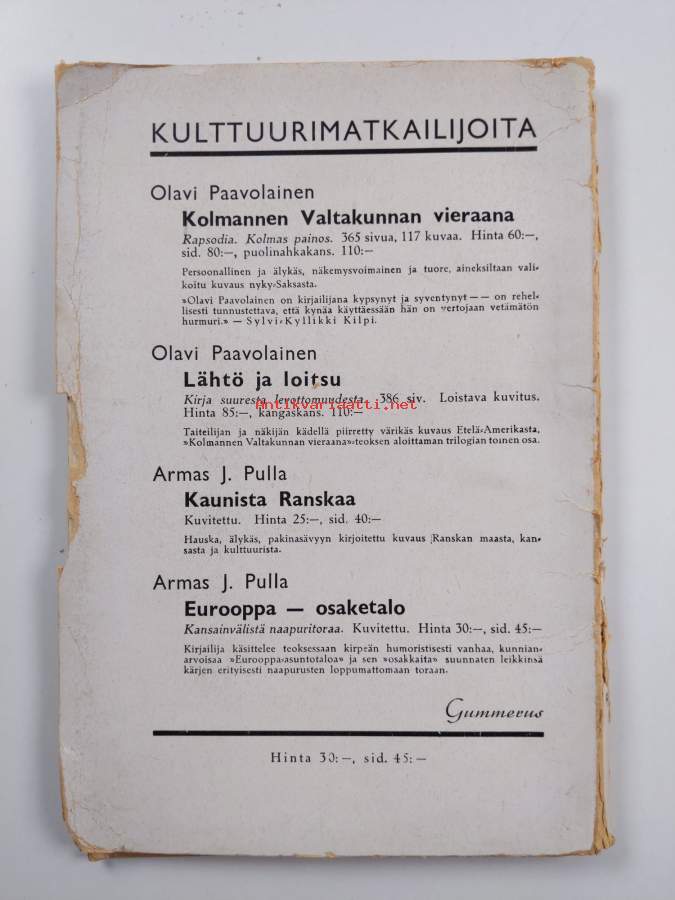 KULTTUURIMATKAILIJOITA
Olavi Paavolainen
Kolmannen Valtakunnan vieraana
Rapsodia. Kolmas painos. 365 sivua, 117 kuvaa. Hinta 60:—,
sid. 80:—, puolinahkakans. 110:—
Persoonallinen ja älykäs, näkemysvoimainen ja tuore, aineksiltaan vali-
koitu kuvaus nyky-Saksasta.
»Olavi Paavolainen on kirjailijana kypsynyt ja syventynyt — — on rehel-
lisesti tunnustettava, että kynää käyttäessään hän on vertojaan vetämätön
hurmuri.» — Sylvi-Kyllikki Kilpi.
Olavi Paavolainen
Lähtö ja loitsu
Kirja suuresta levottomuudesta. 386 siv. Loistava kuvitus.
Antikvariaatti.net
Hinta 85:—, kangaskans. 110:—
Taiteilijan ja näkijän kädellä piirretty värikäs kuvaus Etelä-Amerikasta,
»Kolmannen Valtakunnan vieraana»-teoksen aloittaman trilogian toinen osa.
Armas J. Pulla
Kaunista Ranskaa
Kuvitettu. Hinta 25:—, sid. 40:—
Hauska, älykäs, pakinasävyyn kirjoitettu kuvaus Ranskan maasta, kan-
sasta ja kulttuurista.
Armas J. Pulla
Eurooppa — osaketalo
Kansainvälistä naapuritoraa. Kuvitettu. Hinta 30:—, sid. 45:—
Kirjailija käsittelee teoksessaan kirpeän humoristisesti vanhaa, kunnian-
arvoisaa »Eurooppa-asuntotaloa» ja sen »osakkaita» suunnaten leikkinsä
kärjen erityisesti naapurusten loppumattomaan toraan.
Gummerus
Hinta 30:—, sid. 45:—